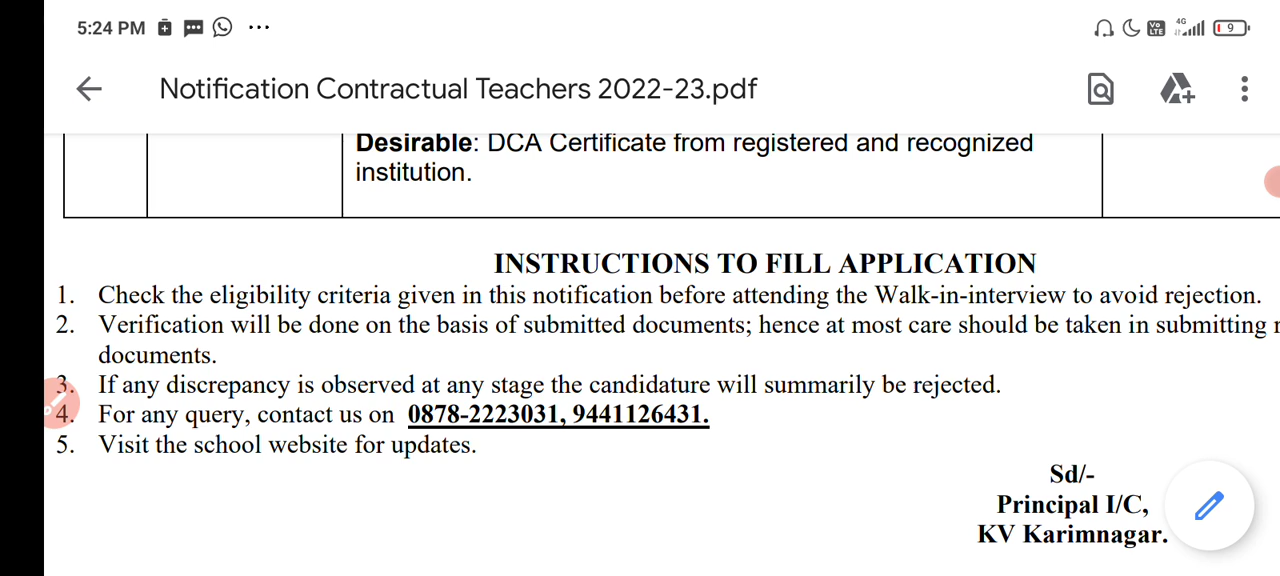 5:24 PM ...
4G
Vo LTE
9
Notification Contractual Teachers 2022-23.pdf
Desirable: DCA Certificate from registered and recognized
institution.
INSTRUCTIONS TO FILL APPLICATION
1. Check the eligibility criteria given in this notification before attending the Walk-in-interview to avoid rejection.
2. Verification will be done on the basis of submitted documents; hence at most care should be taken in submitting
documents.
3. If any discrepancy is observed at any stage the candidature will summarily be rejected.
4. For any query, contact us on 0878-2223031, 9441126431.
5. Visit the school website for updates.
Sd/-
Principal I/C,
KV Karimnagar.